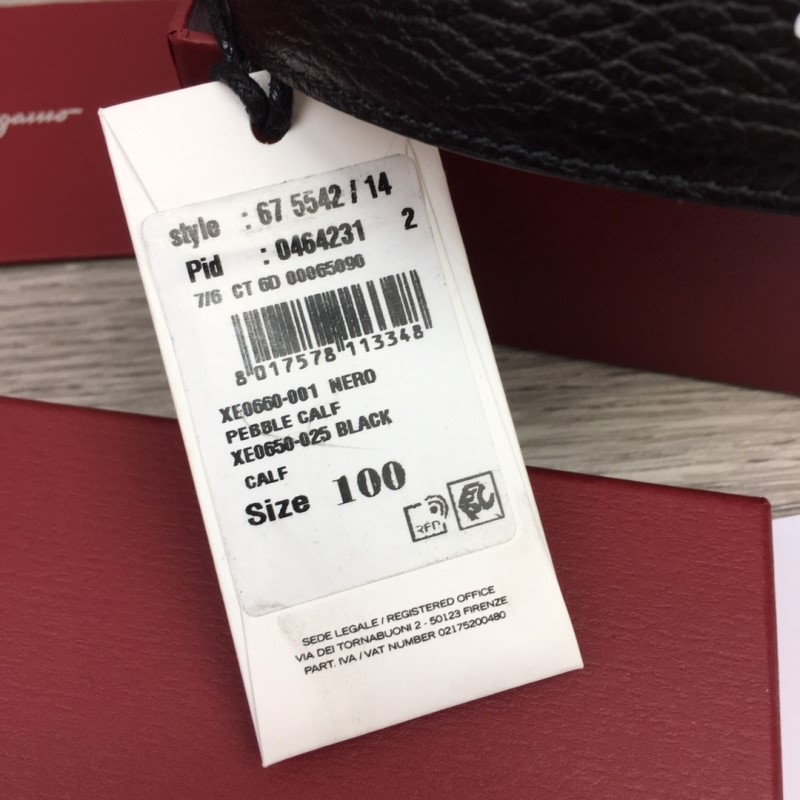 gamo
style : 67 5542 / 14
Pid : 0464231 2
7/6 CT 6D 00065090
8 017578 113348
XE0660-001 NERO
PEBBLE CALF
XE0650-025 BLACK
CALF
Size 100
RFID
SEDE LEGALE / REGISTERED OFFICE
VIA DEI TORNABUONI 2 - 50123 FIRENZE
PART. IVA / VAT NUMBER 02175200480